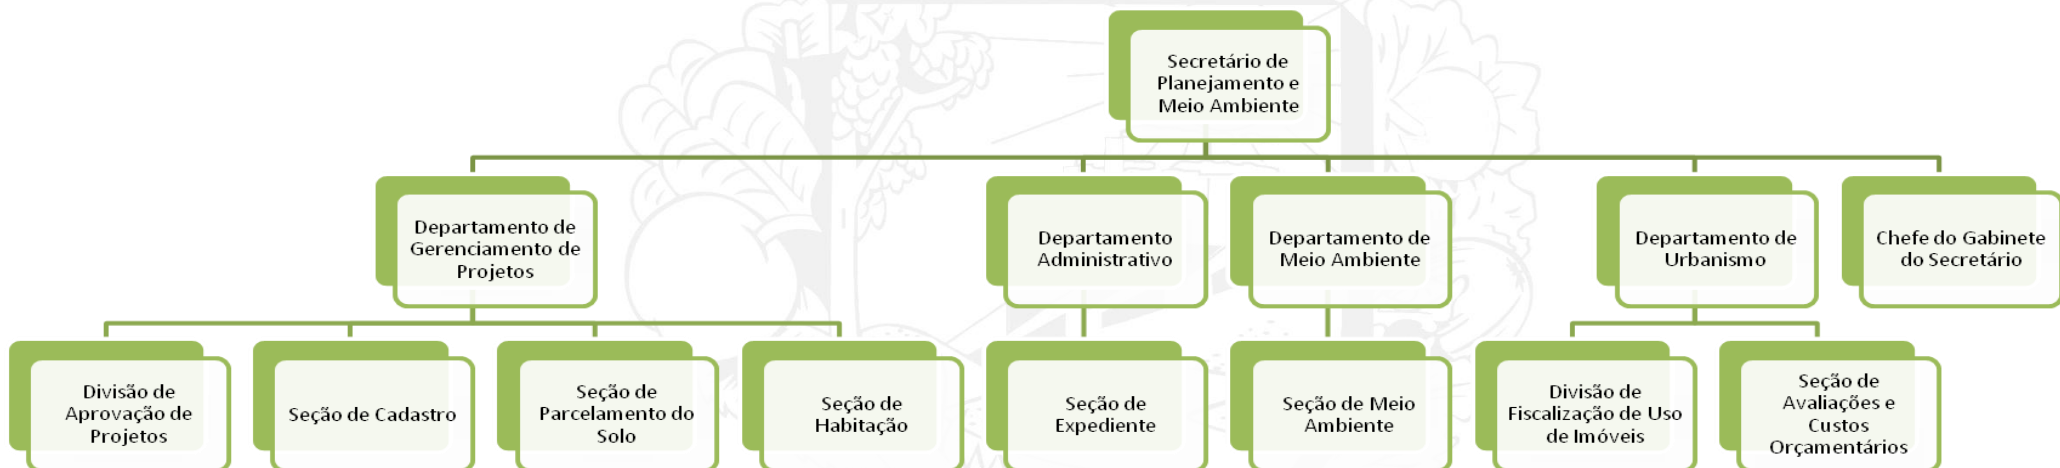 Secretário de
Planejamento e
Meio Ambiente
Departamento de
Gerenciamento de
Projetos
Departamento
Administrativo
Departamento de
Meio Ambiente
Departamento de
Urbanismo
Chefe do Gabinete
do Secretário
Divisão de
Aprovação de
Projetos
Seção de Cadastro
Seção de
Parcelamento do
Solo
Seção de
Habitação
Seção de
Expediente
Seção de Meio
Ambiente
Divisão de
Fiscalização de Uso
de Imóveis
Seção de
Avaliações e
Custos
Orçamentários